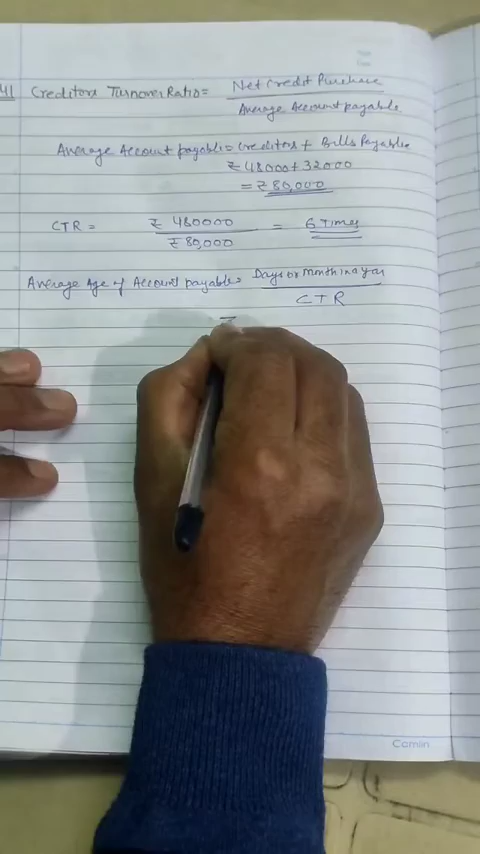 41 Creditors Turnover Ratio = Net Credit Purchase
Average Account payable
Average Account payable = Creditors + Bills Payable
₹ 48000 + 32000
= ₹ 80,000
CTR = ₹ 480000 = 6 Times
₹ 80,000
Average Age of Account payable = Days or Month in a year
CTR
=
Camlin